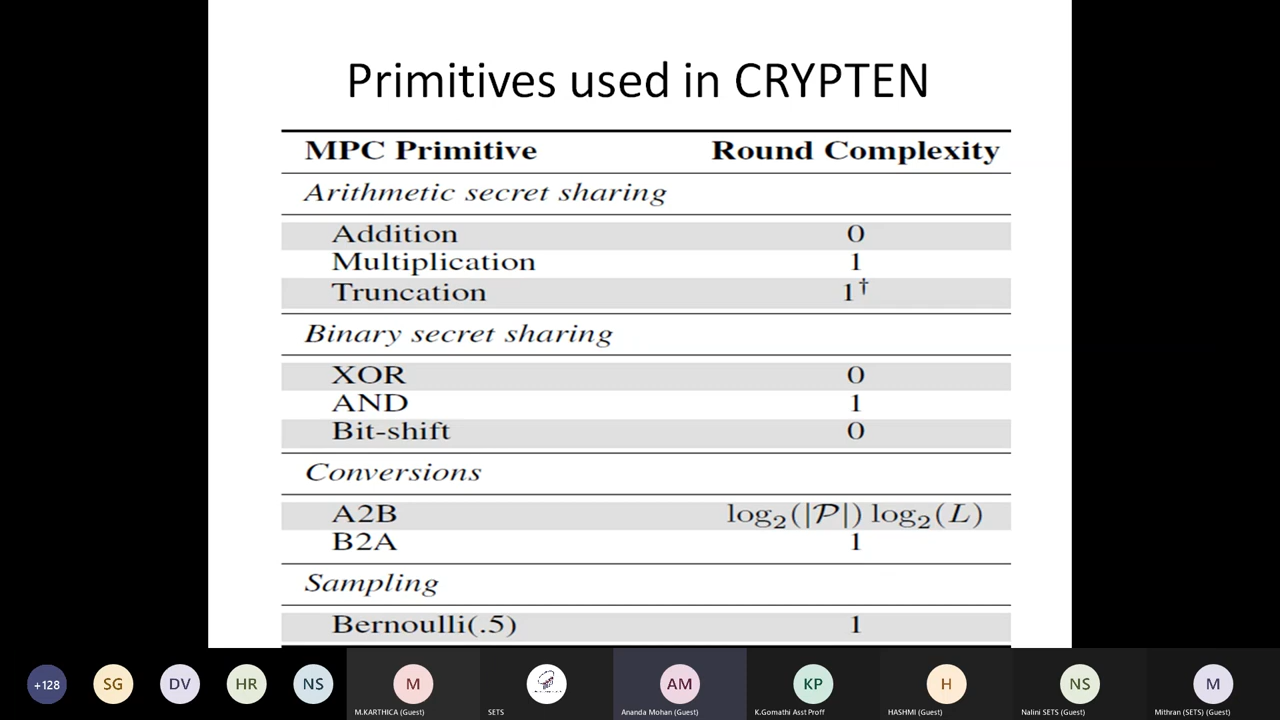 Primitives used in CRYPTEN
MPC Primitive Round Complexity
Arithmetic secret sharing
Addition 0
Multiplication 1
Truncation 1†
Binary secret sharing
XOR 0
AND 1
Bit-shift 0
Conversions
A2B log₂(|𝒫|) log₂(L)
B2A 1
Sampling
Bernoulli(.5) 1
+128 SG DV HR NS M AM KP H NS M
M.KARTHICA (Guest) SETS Ananda Mohan (Guest) K.Gomathi Asst Proff HASHMI (Guest) Nalini SETS (Guest) Mithran (SETS) (Guest)